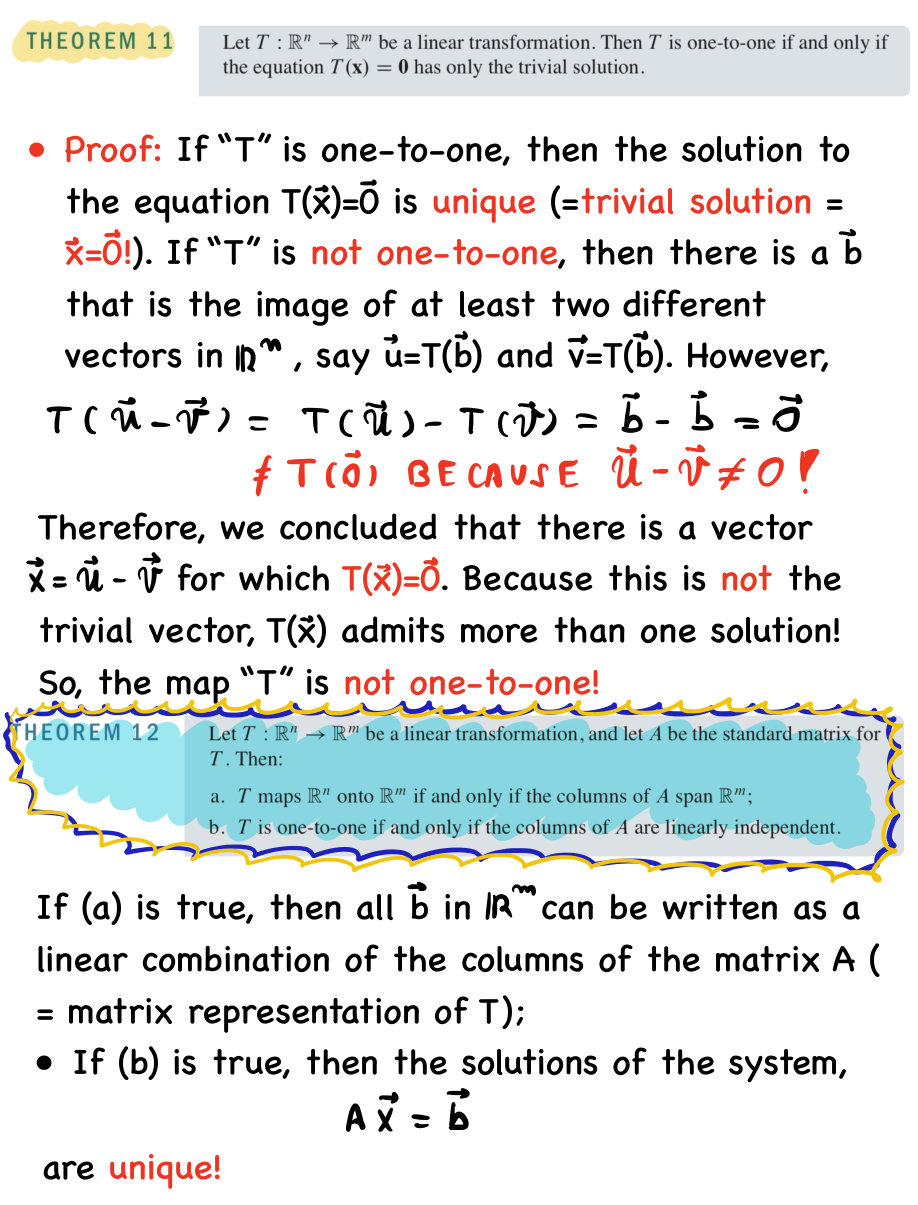 THEOREM 11
Let T : ℝⁿ → ℝᵐ be a linear transformation. Then T is one-to-one if and only if
the equation T(x) = 0 has only the trivial solution.
• Proof: If “T” is one-to-one, then the solution to
the equation T(x⃗)=0⃗ is unique (=trivial solution =
x⃗=0⃗!). If “T” is not one-to-one, then there is a b⃗
that is the image of at least two different
vectors in ℝᵐ, say u⃗=T(b⃗) and v⃗=T(b⃗). However,
T(u⃗-v⃗) = T(u⃗)-T(v⃗) = b⃗ - b⃗ = 0⃗
≠ T(0⃗) BECAUSE u⃗-v⃗≠0!
Therefore, we concluded that there is a vector
x⃗=u⃗-v⃗ for which T(x⃗)=0⃗. Because this is not the
trivial vector, T(x⃗) admits more than one solution!
So, the map “T” is not one-to-one!
THEOREM 12
Let T : ℝⁿ → ℝᵐ be a linear transformation, and let A be the standard matrix for
T. Then:
a. T maps ℝⁿ onto ℝᵐ if and only if the columns of A span ℝᵐ;
b. T is one-to-one if and only if the columns of A are linearly independent.
If (a) is true, then all b⃗ in ℝᵐ can be written as a
linear combination of the columns of the matrix A (
= matrix representation of T);
• If (b) is true, then the solutions of the system,
Ax⃗ = b⃗
are unique!